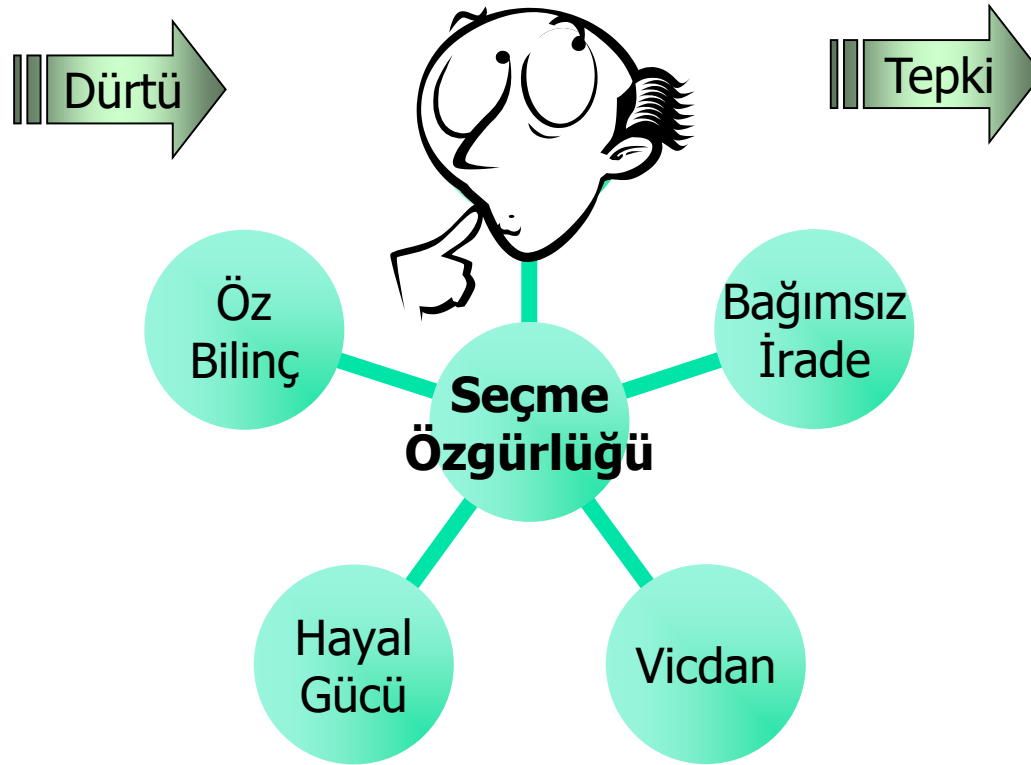 Dürtü
Tepki
Öz
Bilinç
Bağımsız
İrade
Seçme
Özgürlüğü
Hayal
Gücü
Vicdan